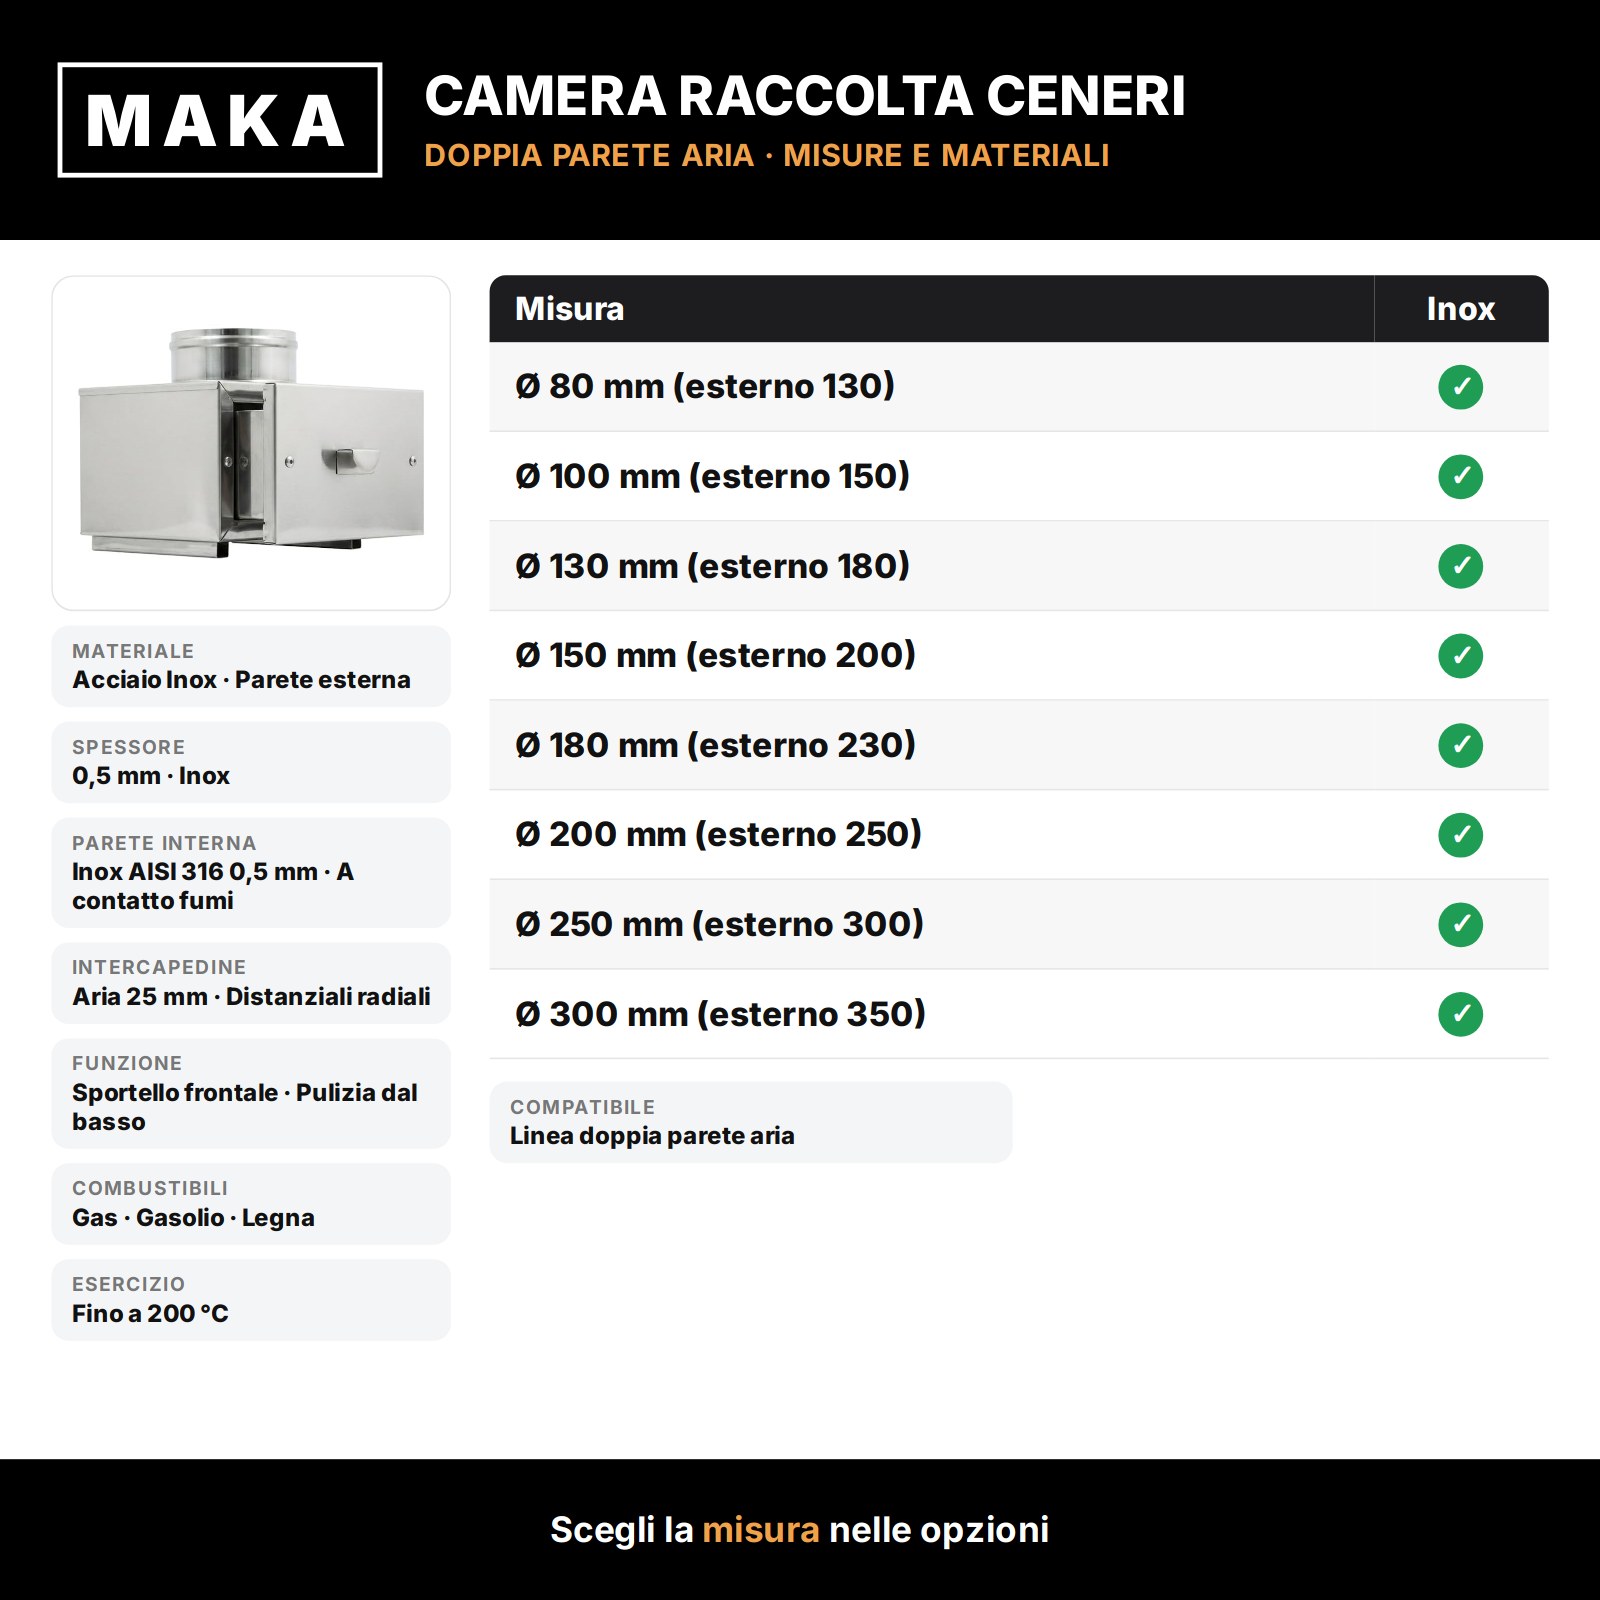 MAKA
CAMERA RACCOLTA CENERI
DOPPIA PARETE ARIA · MISURE E MATERIALI
MATERIALE
Acciaio Inox · Parete esterna
SPESSORE
0,5 mm · Inox
PARETE INTERNA
Inox AISI 316 0,5 mm · A
contatto fumi
INTERCAPEDINE
Aria 25 mm · Distanziali radiali
FUNZIONE
Sportello frontale · Pulizia dal
basso
COMBUSTIBILI
Gas · Gasolio · Legna
ESERCIZIO
Fino a 200 °C
Misura Inox
Ø 80 mm (esterno 130) ✓
Ø 100 mm (esterno 150) ✓
Ø 130 mm (esterno 180) ✓
Ø 150 mm (esterno 200) ✓
Ø 180 mm (esterno 230) ✓
Ø 200 mm (esterno 250) ✓
Ø 250 mm (esterno 300) ✓
Ø 300 mm (esterno 350) ✓
COMPATIBILE
Linea doppia parete aria
Scegli la misura nelle opzioni